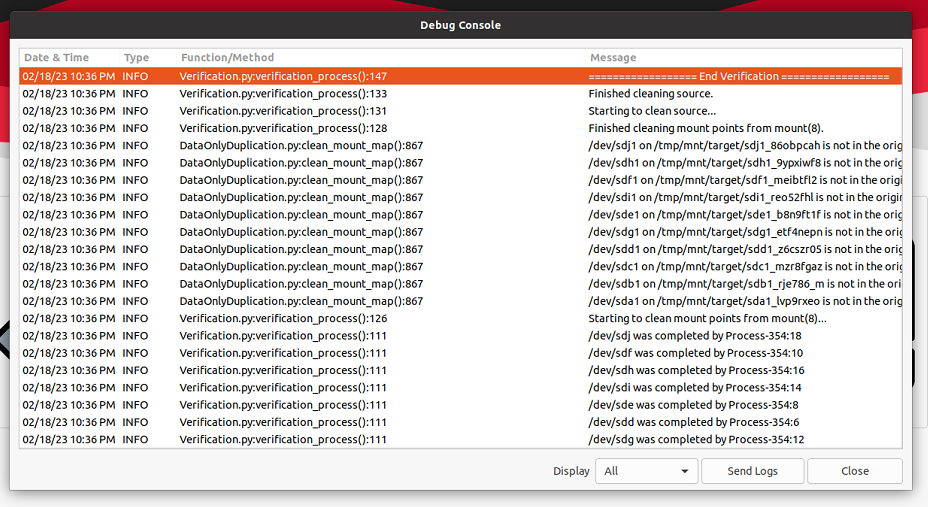 Debug Console
Date & Time Type Function/Method Message
02/18/23 10:36 PM INFO Verification.py:verification_process():147 ================== End Verification ==================
02/18/23 10:36 PM INFO Verification.py:verification_process():133 Finished cleaning source.
02/18/23 10:36 PM INFO Verification.py:verification_process():131 Starting to clean source...
02/18/23 10:36 PM INFO Verification.py:verification_process():128 Finished cleaning mount points from mount(8).
02/18/23 10:36 PM INFO DataOnlyDuplication.py:clean_mount_map():867 /dev/sdj1 on /tmp/mnt/target/sdj1_86obpcah is not in the orig
02/18/23 10:36 PM INFO DataOnlyDuplication.py:clean_mount_map():867 /dev/sdh1 on /tmp/mnt/target/sdh1_9ypxiwf8 is not in the orig
02/18/23 10:36 PM INFO DataOnlyDuplication.py:clean_mount_map():867 /dev/sdf1 on /tmp/mnt/target/sdf1_meibtfl2 is not in the origi
02/18/23 10:36 PM INFO DataOnlyDuplication.py:clean_mount_map():867 /dev/sdi1 on /tmp/mnt/target/sdi1_reo52fhl is not in the origi
02/18/23 10:36 PM INFO DataOnlyDuplication.py:clean_mount_map():867 /dev/sde1 on /tmp/mnt/target/sde1_b8n9ft1f is not in the orig
02/18/23 10:36 PM INFO DataOnlyDuplication.py:clean_mount_map():867 /dev/sdg1 on /tmp/mnt/target/sdg1_etf4nepn is not in the orig
02/18/23 10:36 PM INFO DataOnlyDuplication.py:clean_mount_map():867 /dev/sdd1 on /tmp/mnt/target/sdd1_z6cszr05 is not in the orig
02/18/23 10:36 PM INFO DataOnlyDuplication.py:clean_mount_map():867 /dev/sdc1 on /tmp/mnt/target/sdc1_mzr8fgaz is not in the orig
02/18/23 10:36 PM INFO DataOnlyDuplication.py:clean_mount_map():867 /dev/sdb1 on /tmp/mnt/target/sdb1_rje786_m is not in the orig
02/18/23 10:36 PM INFO DataOnlyDuplication.py:clean_mount_map():867 /dev/sda1 on /tmp/mnt/target/sda1_lvp9rxeo is not in the orig
02/18/23 10:36 PM INFO Verification.py:verification_process():126 Starting to clean mount points from mount(8)...
02/18/23 10:36 PM INFO Verification.py:verification_process():111 /dev/sdj was completed by Process-354:18
02/18/23 10:36 PM INFO Verification.py:verification_process():111 /dev/sdf was completed by Process-354:10
02/18/23 10:36 PM INFO Verification.py:verification_process():111 /dev/sdh was completed by Process-354:16
02/18/23 10:36 PM INFO Verification.py:verification_process():111 /dev/sdi was completed by Process-354:14
02/18/23 10:36 PM INFO Verification.py:verification_process():111 /dev/sde was completed by Process-354:8
02/18/23 10:36 PM INFO Verification.py:verification_process():111 /dev/sdd was completed by Process-354:6
02/18/23 10:36 PM INFO Verification.py:verification_process():111 /dev/sdg was completed by Process-354:12
Display All Send Logs Close